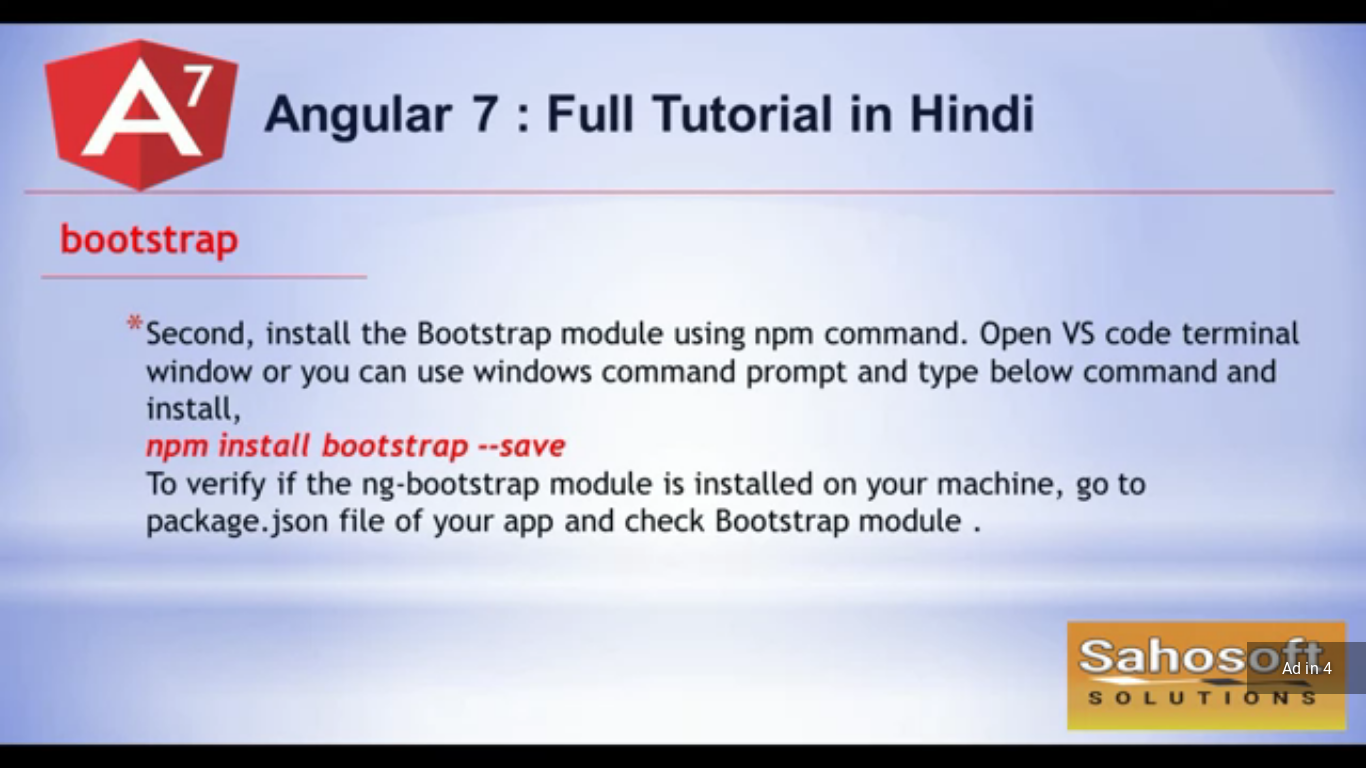 A7
Angular 7 : Full Tutorial in Hindi
bootstrap
*Second, install the Bootstrap module using npm command. Open VS code terminal
window or you can use windows command prompt and type below command and
install,
npm install bootstrap --save
To verify if the ng-bootstrap module is installed on your machine, go to
package.json file of your app and check Bootstrap module .
Sahosoft
Ad in 4
SOLUTIONS